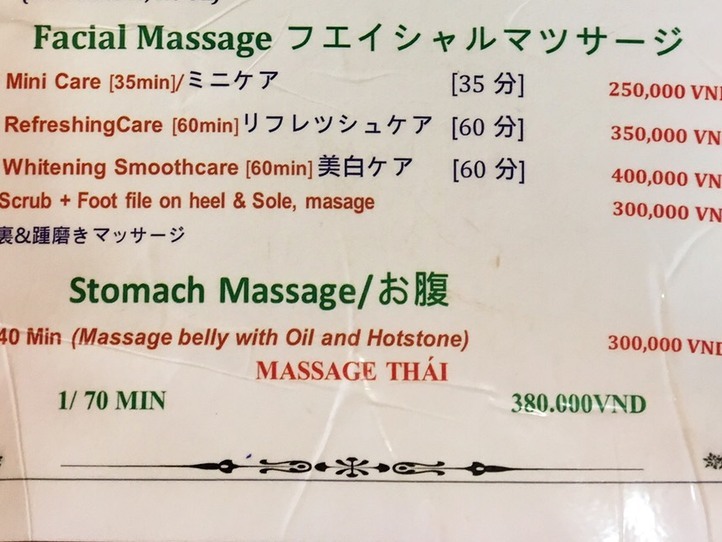 Facial Massage フエイシャルマツサージ
Mini Care [35min]/ミニケア [35 分] 250,000 VND
RefreshingCare [60min]リフレッシュケア [60 分] 350,000 VN
Whitening Smoothcare [60min]美白ケア [60 分] 400,000 VN
Scrub + Foot file on heel & Sole, masage 300,000 VN
裏&踵磨きマッサージ
Stomach Massage/お腹
40 Min (Massage belly with Oil and Hotstone) 300,000 VND
MASSAGE THÁI
1/ 70 MIN 380.000VND